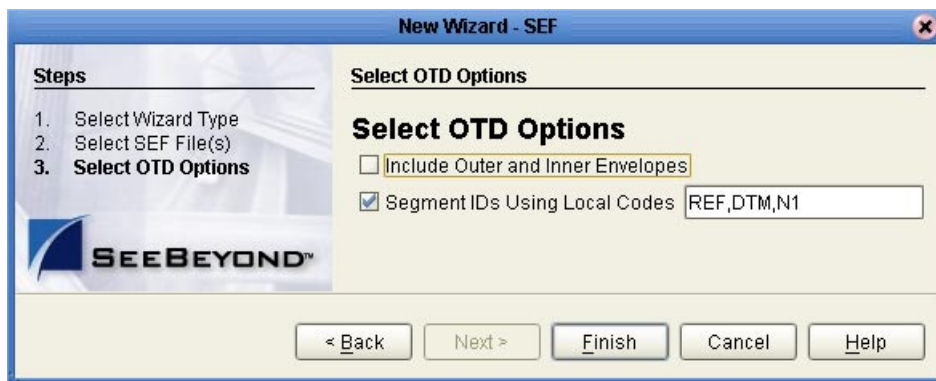 New Wizard - SEF
Steps
1. Select Wizard Type
2. Select SEF File(s)
3. Select OTD Options
SEEBEYOND™
Select OTD Options
Select OTD Options
Include Outer and Inner Envelopes
Segment IDs Using Local Codes REF,DTM,N1
< Back Next > Finish Cancel Help